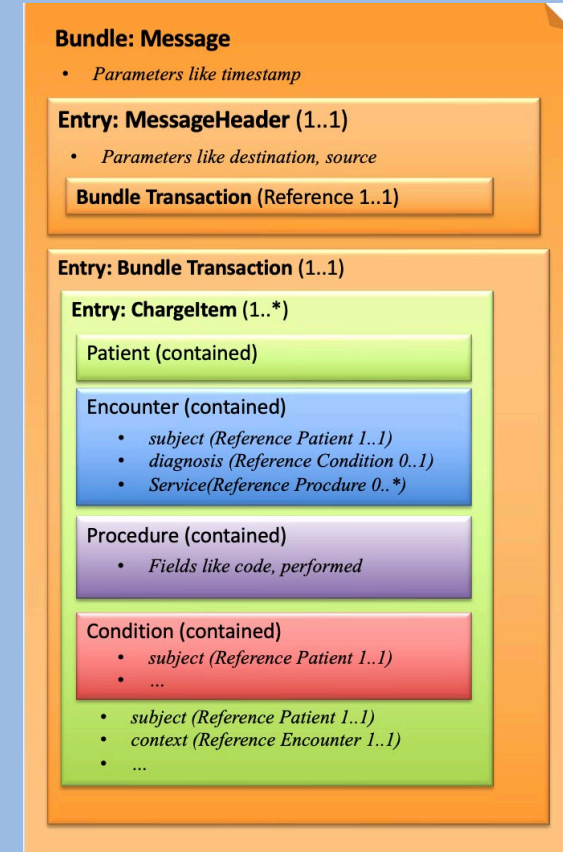 Bundle: Message
• Parameters like timestamp
Entry: MessageHeader (1..1)
• Parameters like destination, source
Bundle Transaction (Reference 1..1)
Entry: Bundle Transaction (1..1)
Entry: ChargeItem (1..*)
Patient (contained)
Encounter (contained)
• subject (Reference Patient 1..1)
• diagnosis (Reference Condition 0..1)
• Service(Reference Procdure 0..*)
Procedure (contained)
• Fields like code, performed
Condition (contained)
• subject (Reference Patient 1..1)
• ...
• subject (Reference Patient 1..1)
• context (Reference Encounter 1..1)
• ...